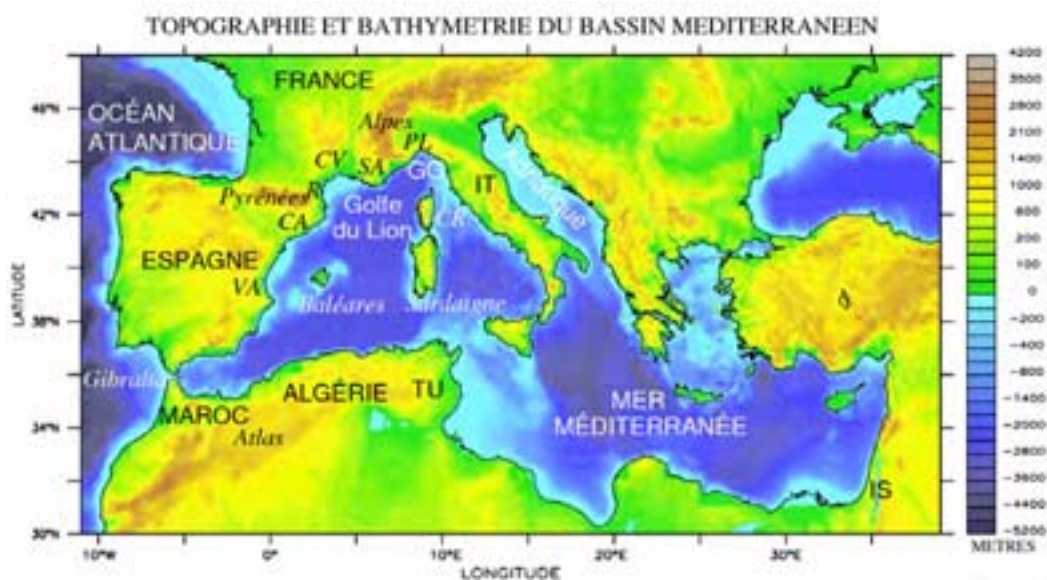 TOPOGRAPHIE ET BATHYMETRIE DU BASSIN MEDITERRANEEN
FRANCE
OCÉAN
ATLANTIQUE
Alpes
PL
CV
SA
GG
IT
Adriatique
Pyrénées
R
CA
Golfe
du Lion
CR
ESPAGNE
VA
Baléares
Sardaigne
Gibraltar
ALGÉRIE
TU
MAROC
Atlas
MER
MÉDITERRANÉE
IS
42°N
38°N
34°N
30°N
LATITUDE
10°W
0°
10°E
20°E
30°E
LONGITUDE
4200
3500
2800
2100
1400
1000
600
200
100
0
-200
-400
-800
-1400
-2000
-2800
-3600
-4400
-5200
METRES